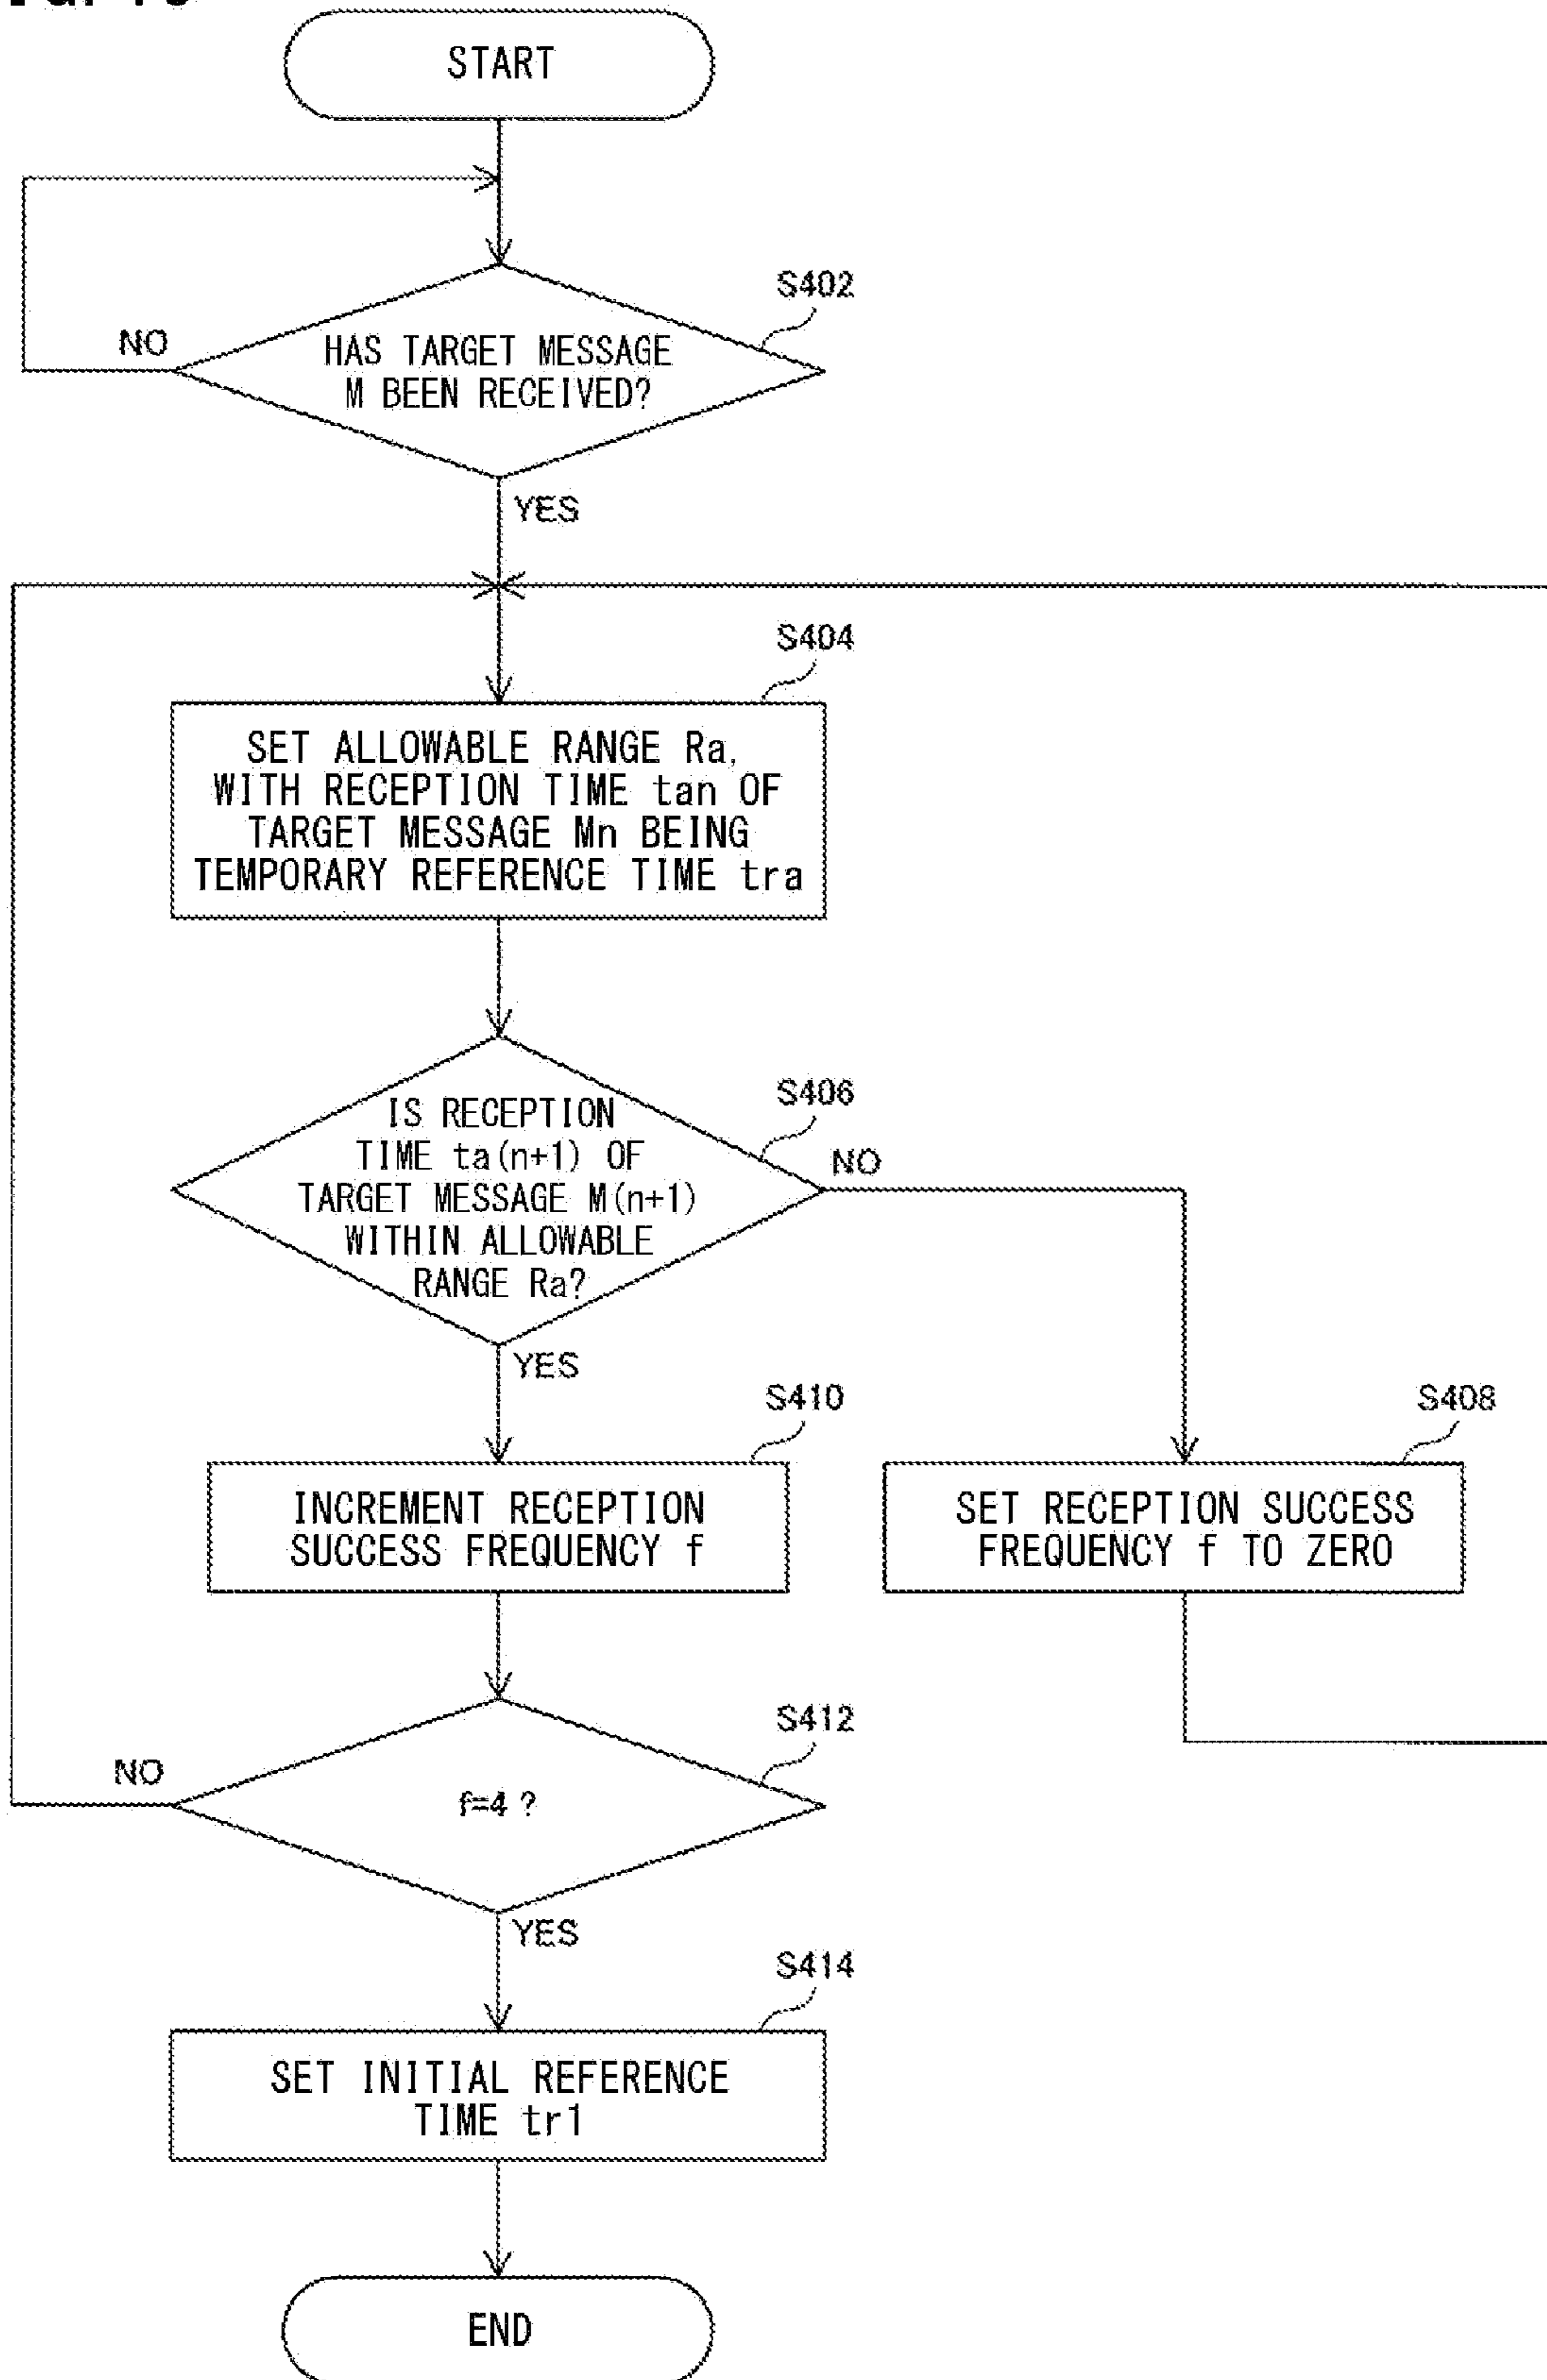 START
S402
NO
HAS TARGET MESSAGE
M BEEN RECEIVED?
YES
S404
SET ALLOWABLE RANGE Ra,
WITH RECEPTION TIME tan OF
TARGET MESSAGE Mn BEING
TEMPORARY REFERENCE TIME tra
S406
IS RECEPTION
TIME ta(n+1) OF
TARGET MESSAGE M(n+1)
WITHIN ALLOWABLE
RANGE Ra?
NO
YES
S410
S408
INCREMENT RECEPTION
SUCCESS FREQUENCY f
SET RECEPTION SUCCESS
FREQUENCY f TO ZERO
S412
NO
f=4 ?
YES
S414
SET INITIAL REFERENCE
TIME tr1
END